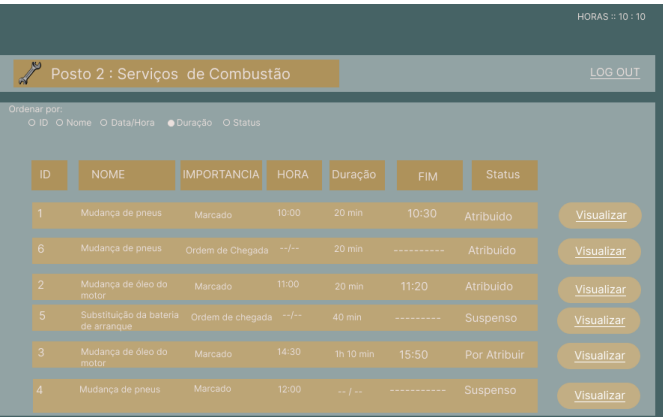 HORAS :: 10 : 10
Posto 2 : Serviços de Combustão
LOG OUT
Ordenar por:
ID Nome Data/Hora Duração Status
ID NOME IMPORTANCIA HORA Duração FIM Status
1 Mudança de pneus Marcado 10:00 20 min 10:30 Atribuido Visualizar
6 Mudança de pneus Ordem de Chegada --/-- 20 min ---------- Atribuido Visualizar
2 Mudança de óleo do motor Marcado 11:00 20 min 11:20 Atribuido Visualizar
5 Substituição da bateria de arranque Ordem de chegada --/-- 40 min --------- Suspenso Visualizar
3 Mudança de óleo do motor Marcado 14:30 1h 10 min 15:50 Por Atribuir Visualizar
4 Mudança de pneus Marcado 12:00 -- / -- ----------- Suspenso Visualizar